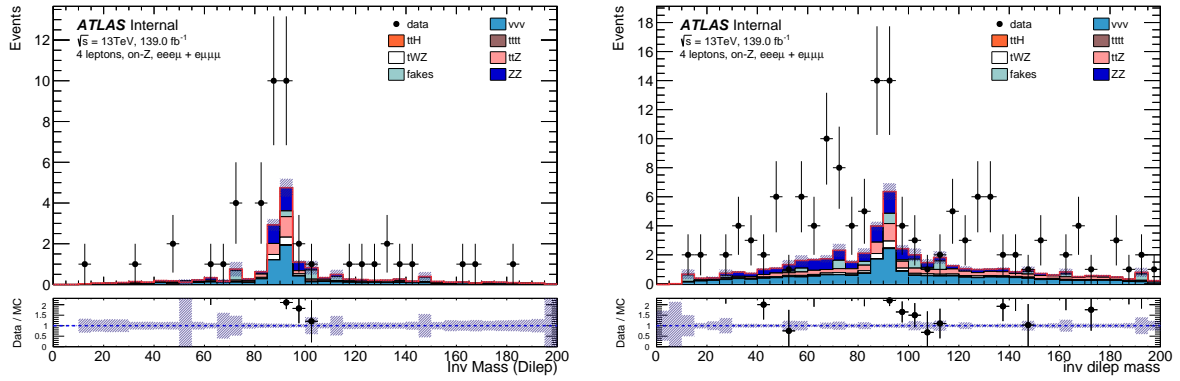 Events
ATLAS Internal
√s = 13TeV, 139.0 fb-1
4 leptons, on-Z, eeeμ + eμμμ
data
ttH
tWZ
fakes
vvv
tttt
ttZ
ZZ
12
10
8
6
4
2
0
Data / MC
2
1.5
1
0.5
0
0 20 40 60 80 100 120 140 160 180 200
Inv Mass (Dilep)
Events
ATLAS Internal
√s = 13TeV, 139.0 fb-1
4 leptons, on-Z, eeeμ + eμμμ
data
ttH
tWZ
fakes
vvv
tttt
ttZ
ZZ
18
16
14
12
10
8
6
4
2
0
Data / MC
2
1.5
1
0.5
0
0 20 40 60 80 100 120 140 160 180 200
inv dilep mass